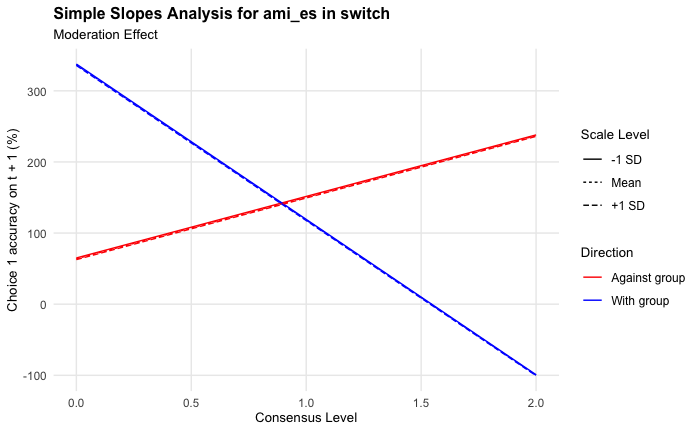 Simple Slopes Analysis for ami_es in switch
Moderation Effect
Choice 1 accuracy on t + 1 (%)
300
200
100
0
-100
0.0 0.5 1.0 1.5 2.0
Consensus Level
Scale Level
-1 SD
Mean
+1 SD
Direction
Against group
With group